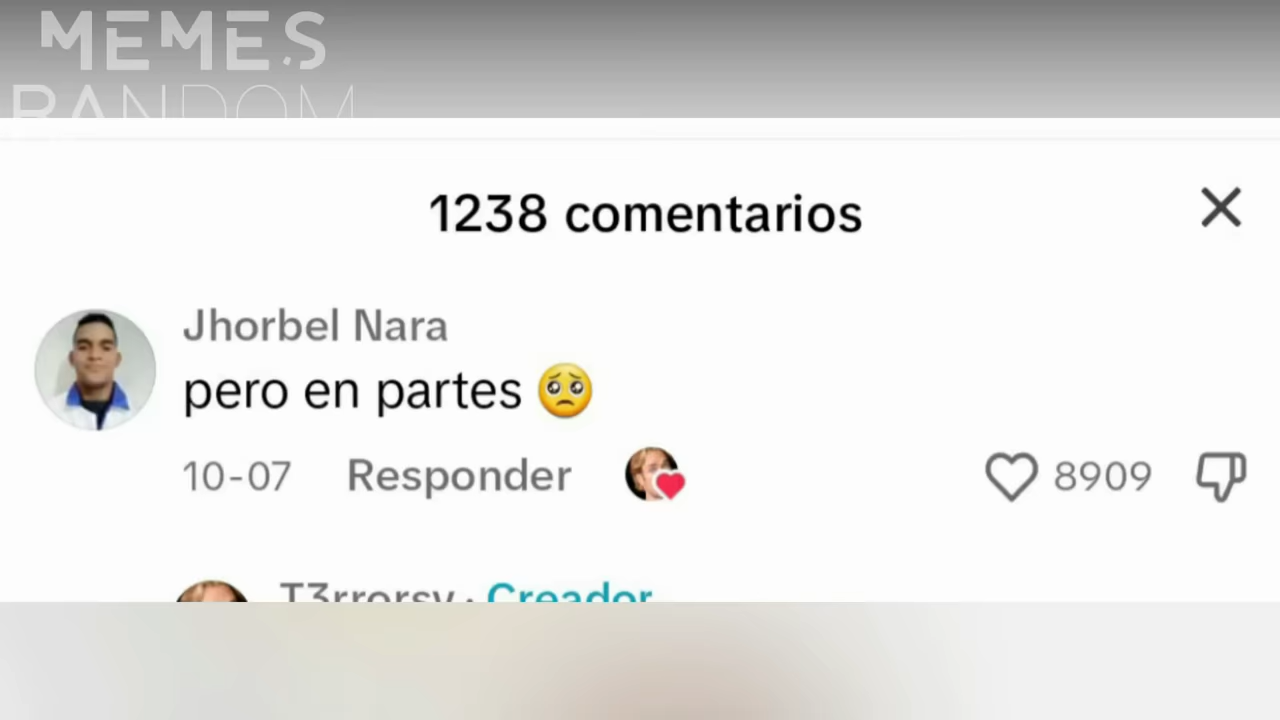 MEMES
RANDOM
1238 comentarios
Jhorbel Nara
pero en partes 🥺
10-07 Responder 8909
T3rrorsv · Creador